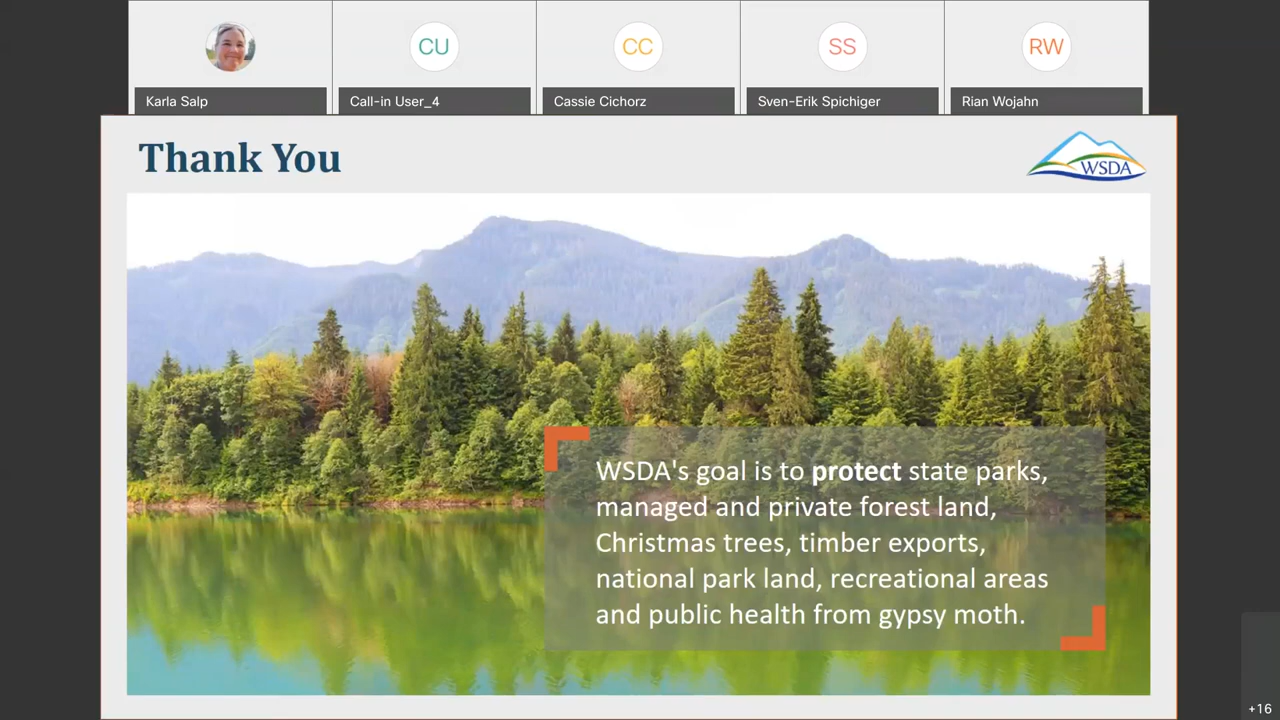 CU
CC
SS
RW
Karla Salp
Call-in User_4
Cassie Cichorz
Sven-Erik Spichiger
Rian Wojahn
Thank You
WSDA
WSDA's goal is to protect state parks,
managed and private forest land,
Christmas trees, timber exports,
national park land, recreational areas
and public health from gypsy moth.
+16